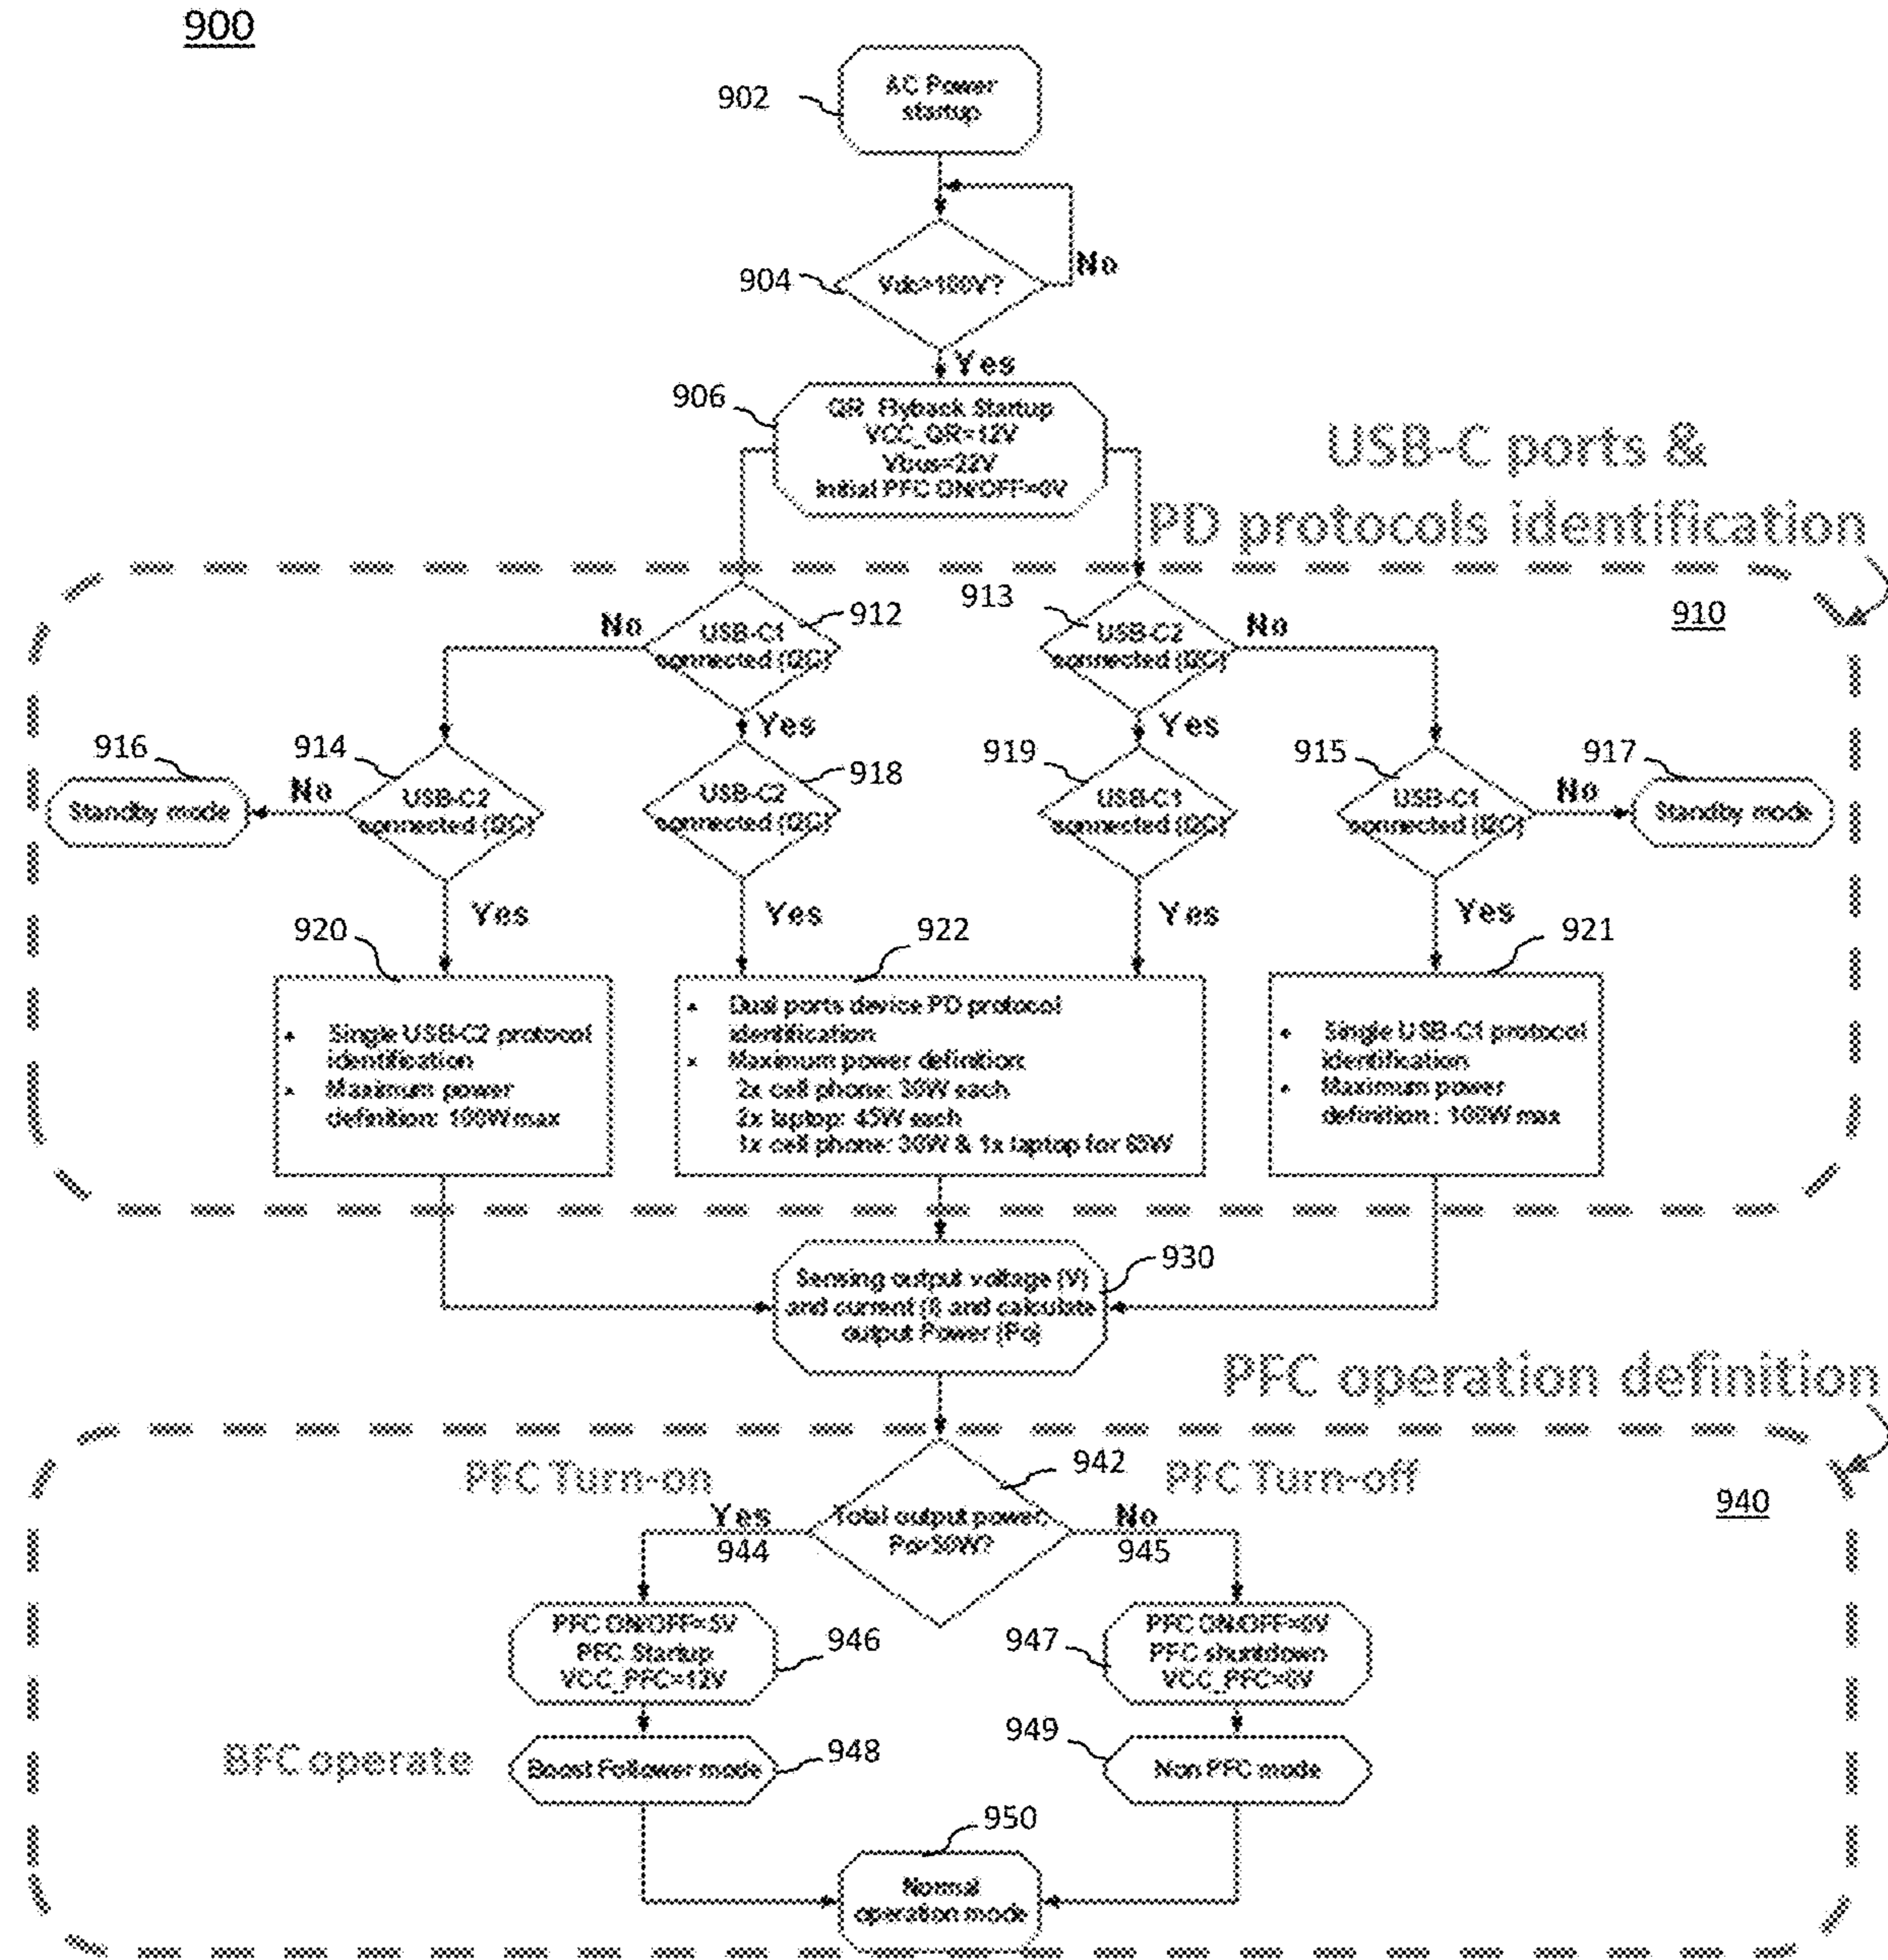 900
902
AC Power
startup
904
Vdc>100V?
No
Yes
906
QR Flyback Startup
VCC_QR=12V
Vbus=22V
Initial PFC ON/OFF=0V
USB-C ports &
PD protocols identification
910
912
No
USB-C1
connected (I2C)
913
USB-C2
connected (I2C)
No
Yes
Yes
916
Standby mode
914
No
USB-C2
connected (I2C)
918
USB-C2
connected (I2C)
919
USB-C1
connected (I2C)
915
USB-C1
connected (I2C)
No
917
Standby mode
Yes
Yes
Yes
Yes
920
Single USB-C2 protocol
identification
Maximum power
definition: 100W max
922
Dual ports device PD protocol
identification
Maximum power definition:
2x cell phone: 30W each
2x laptop: 45W each
1x cell phone: 30W & 1x laptop for 65W
921
Single USB-C1 protocol
identification
Maximum power
definition: 100W max
930
Sensing output voltage (V)
and current (I) and calculate
output Power (Po)
PFC operation definition
940
PFC Turn-on
942
PFC Turn-off
Yes
944
Total output power,
Po>50W?
No
945
PFC ON/OFF=5V
PFC Startup
VCC_PFC=12V
946
947
PFC ON/OFF=0V
PFC shuntdown
VCC_PFC=0V
BFC operate
Boost Follower mode
948
949
Non PFC mode
950
Normal
operation mode